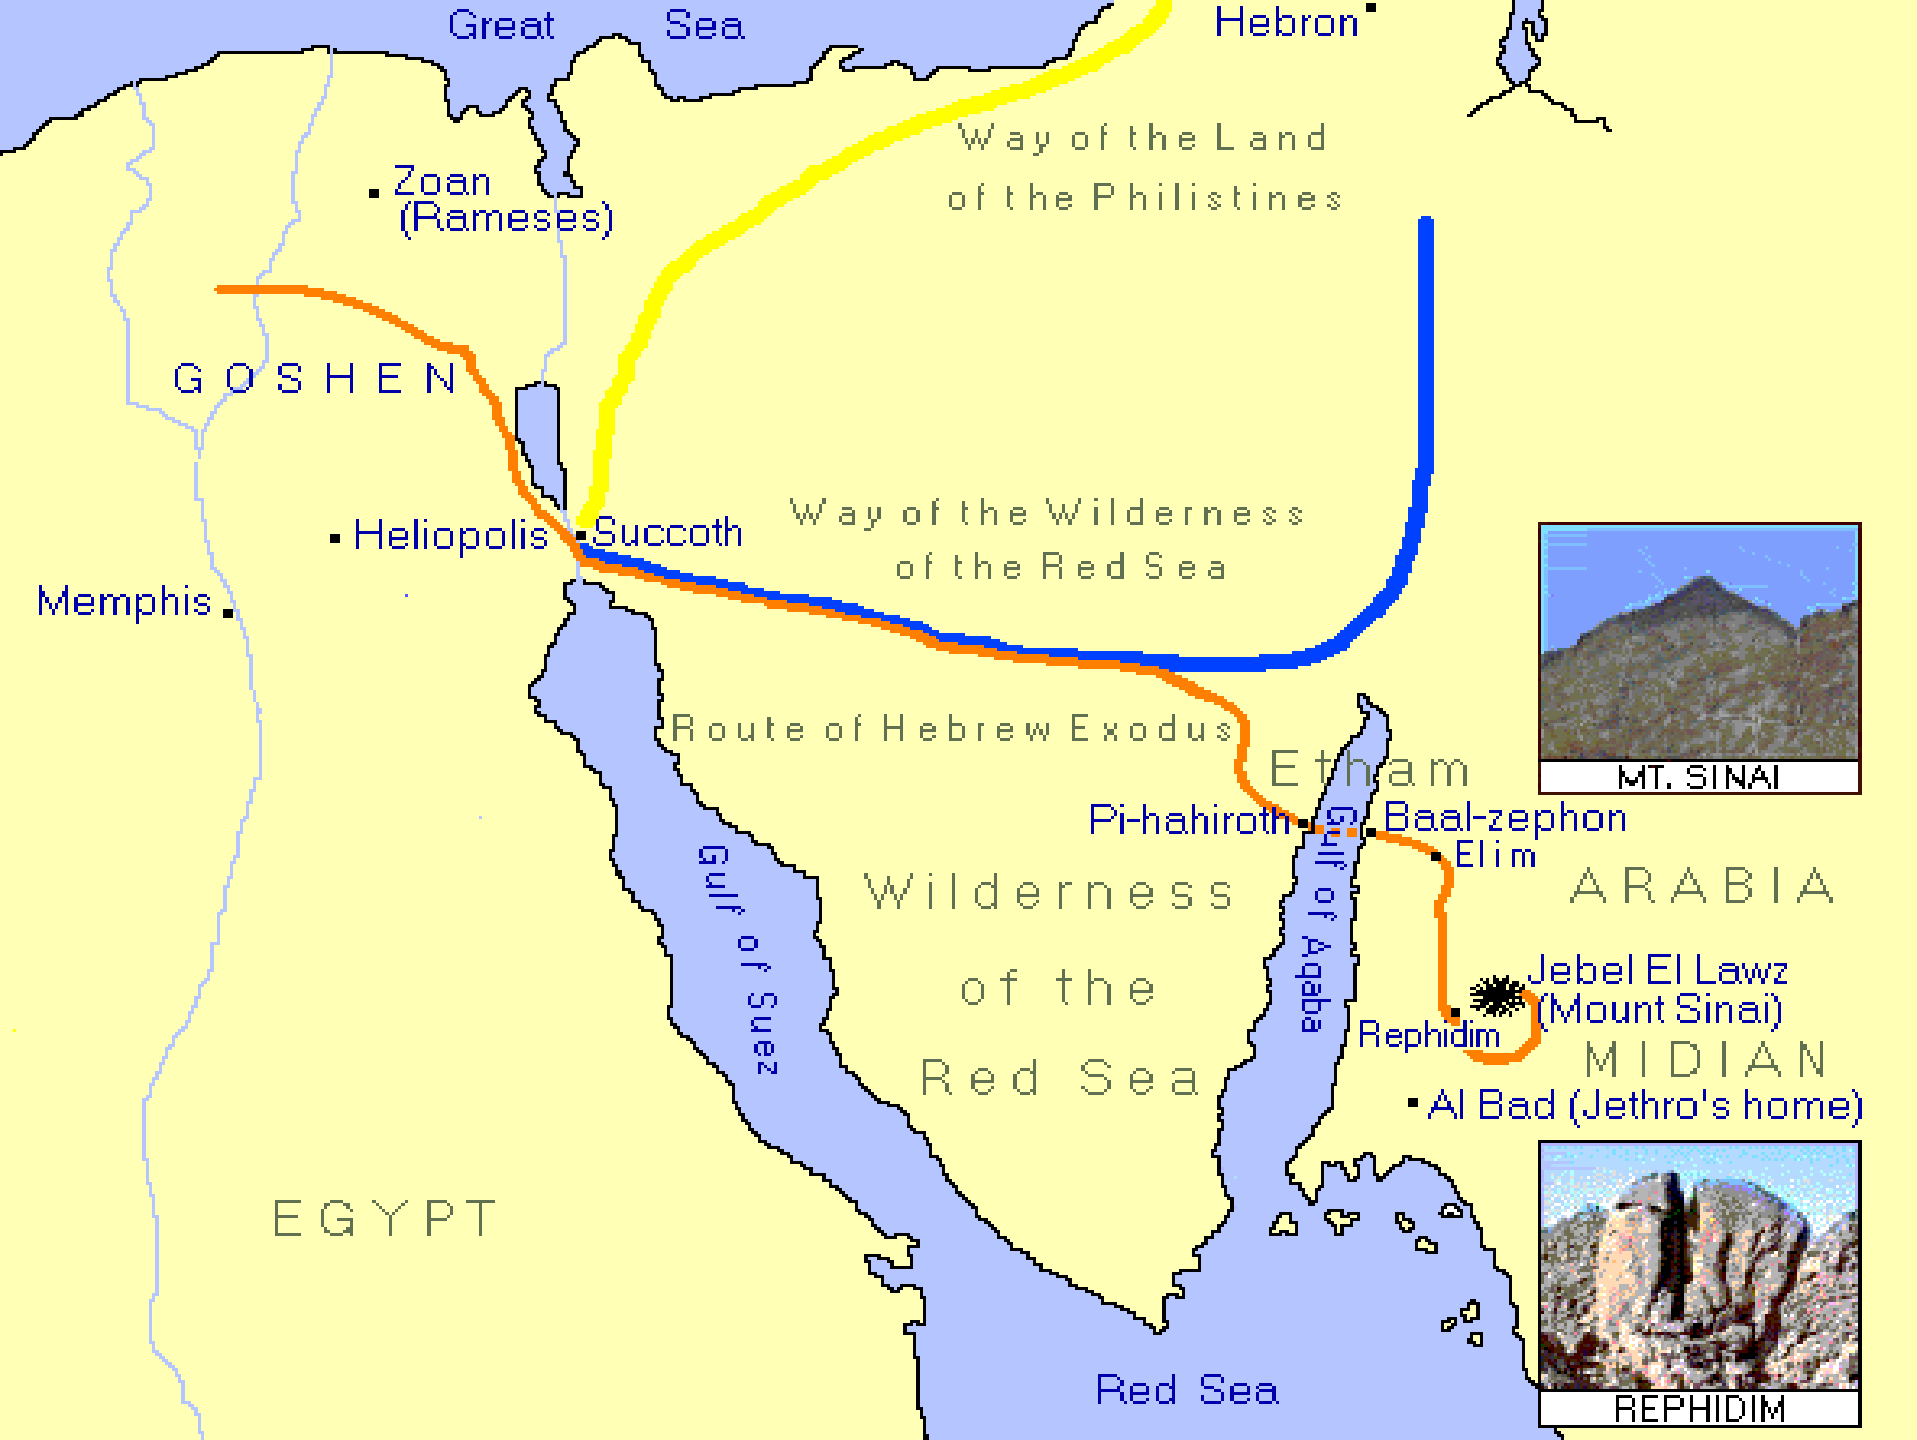 Great Sea
Hebron
Way of the Land
of the Philistines
Zoan
(Rameses)
GOSHEN
Way of the Wilderness
of the Red Sea
Heliopolis
Succoth
Memphis
MT. SINAI
Route of Hebrew Exodus
Etham
Pi-hahiroth
Baal-zephon
Elim
Gulf of Suez
Gulf of Aqaba
Wilderness
of the
Red Sea
ARABIA
Jebel El Lawz
(Mount Sinai)
Rephidim
MIDIAN
Al Bad (Jethro's home)
EGYPT
Red Sea
REPHIDIM